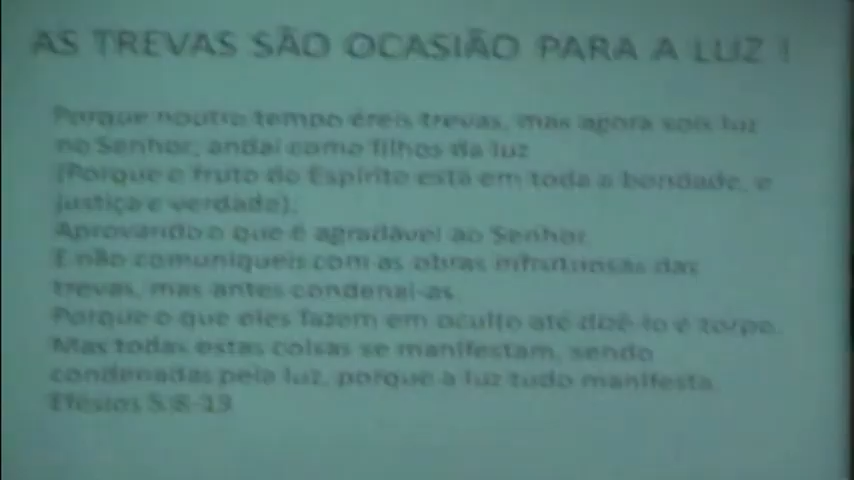 AS TREVAS SÃO OCASIÃO PARA A LUZ !
Porque noutro tempo éreis trevas, mas agora sois luz
no Senhor, andai como filhos da luz
(Porque o fruto do Espírito está em toda a bondade, e
justiça e verdade),
Aprovando o que é agradável ao Senhor.
E não comuniqueis com as obras infrutuosas das
trevas, mas antes condenai-as.
Porque o que eles fazem em oculto até dizê-lo é torpe.
Mas todas estas coisas se manifestam, sendo
condenadas pela luz, porque a luz tudo manifesta.
Efésios 5:8-13